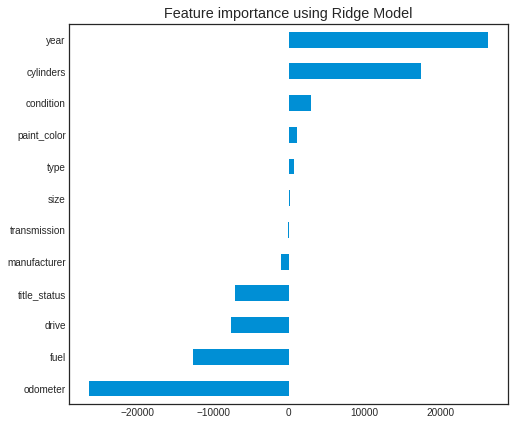 Feature importance using Ridge Model
year
cylinders
condition
paint_color
type
size
transmission
manufacturer
title_status
drive
fuel
odometer
−20000 −10000 0 10000 20000